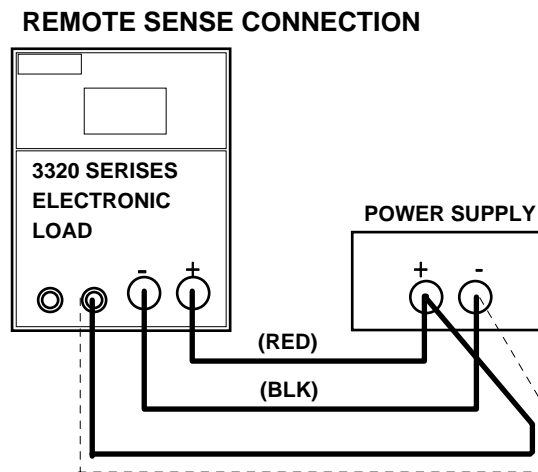 REMOTE SENSE CONNECTION
3320 SERISES
ELECTRONIC
LOAD
POWER SUPPLY
- +
+ -
(RED)
(BLK)